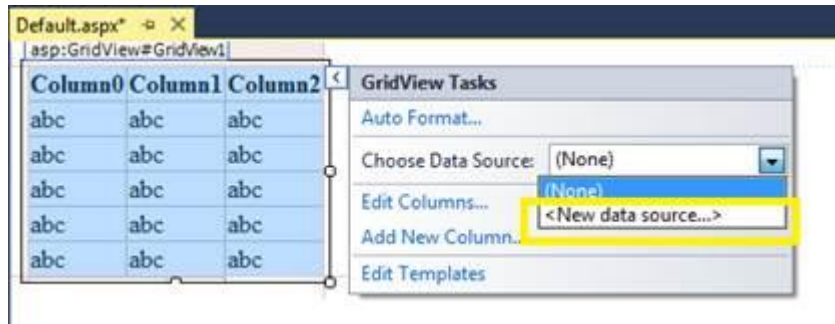 Default.aspx*
asp:GridView#GridView1
Column0 Column1 Column2
abc abc abc
abc abc abc
abc abc abc
abc abc abc
abc abc abc
GridView Tasks
Auto Format...
Choose Data Source: (None)
(None)
<New data source...>
Edit Columns...
Add New Column..
Edit Templates